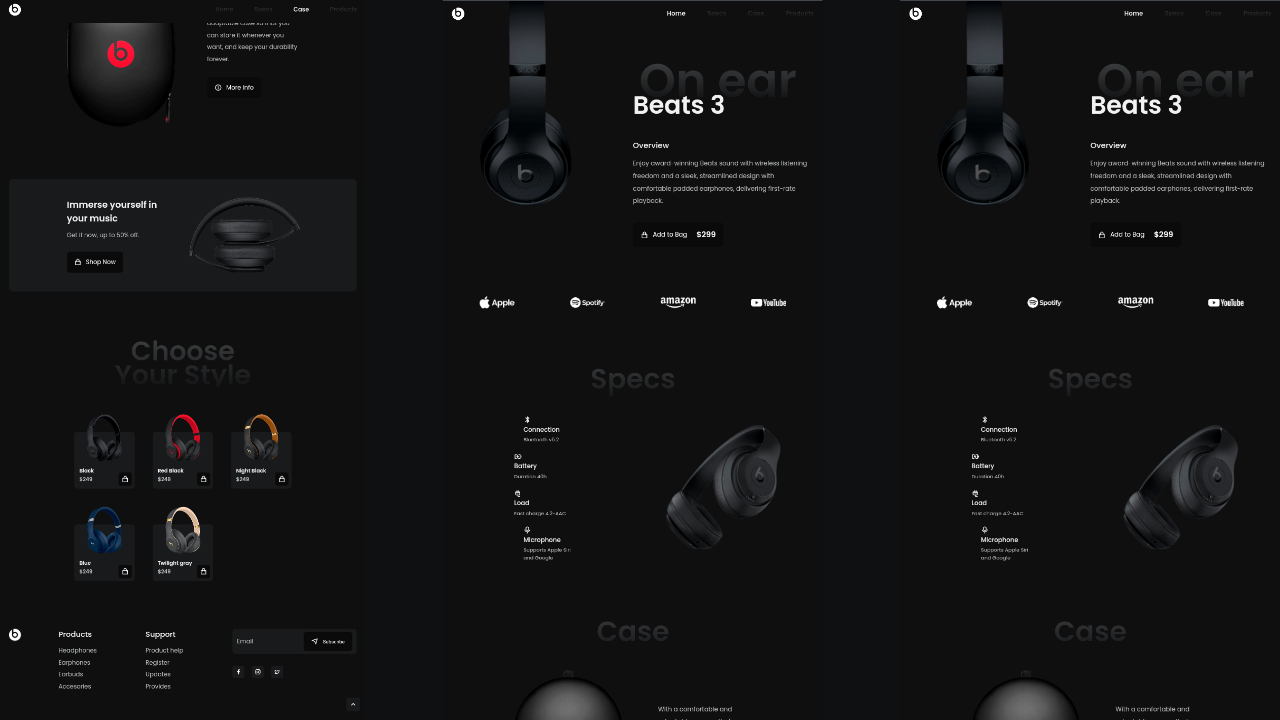 Home Specs Case Products
adaptable case so that you
can store it whenever you
want, and keep your durability
forever.
More info
Immerse yourself in
your music
Get it now, up to 50% off.
Shop Now
Choose
Your Style
Black
$249
Red Black
$249
Night Black
$249
Blue
$249
Twilight gray
$249
Products
Headphones
Earphones
Earbuds
Accesories
Support
Product help
Register
Updates
Provides
Email
Subscribe
Home Specs Case Products
On ear
Beats 3
Overview
Enjoy award-winning Beats sound with wireless listening
freedom and a sleek, streamlined design with
comfortable padded earphones, delivering first-rate
playback.
Add to Bag $299
Apple
Spotify
amazon
YouTube
Specs
Connection
Bluetooth v5.2
Battery
Duration 40h
Load
Fast charge 4.2-AAC
Microphone
Supports Apple Siri
and Google
Case
With a comfortable and
Home Specs Case Products
On ear
Beats 3
Overview
Enjoy award-winning Beats sound with wireless listening
freedom and a sleek, streamlined design with
comfortable padded earphones, delivering first-rate
playback.
Add to Bag $299
Apple
Spotify
amazon
YouTube
Specs
Connection
Bluetooth v5.2
Battery
Duration 40h
Load
Fast charge 4.2-AAC
Microphone
Supports Apple Siri
and Google
Case
With a comfortable and